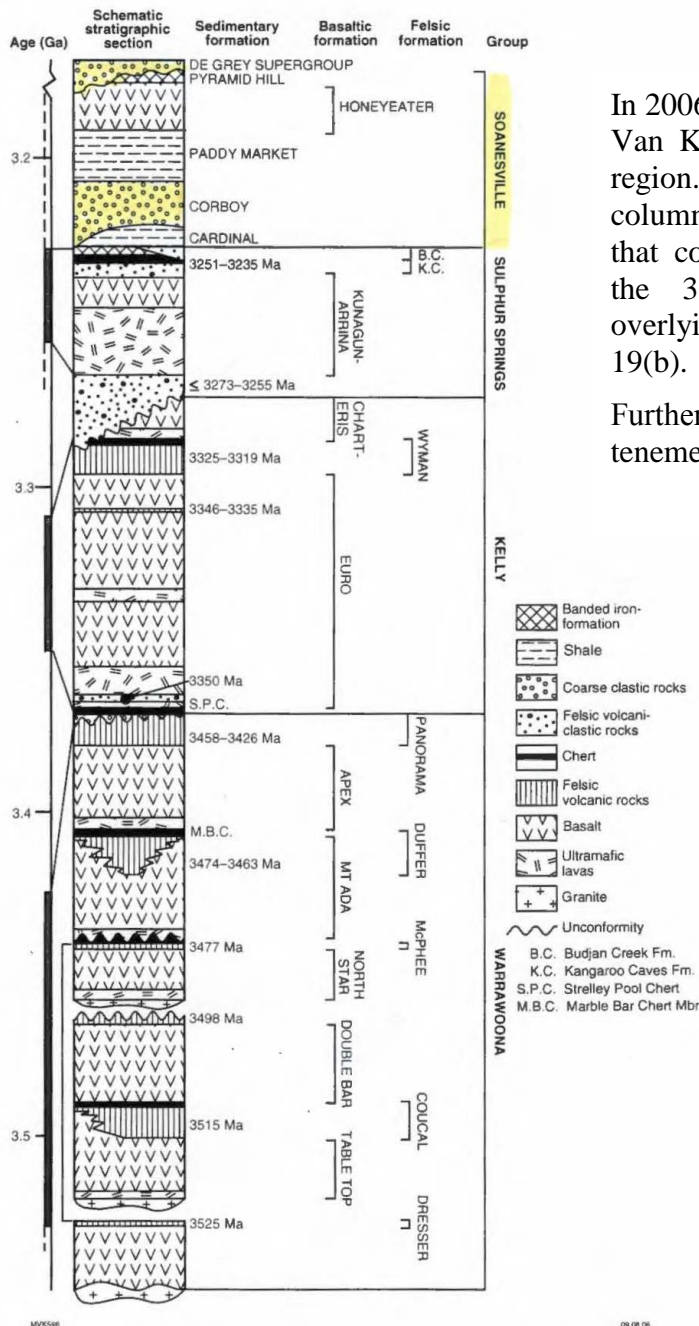 Age (Ga)
Schematic
stratigraphic
section
Sedimentary
formation
Basaltic
formation
Felsic
formation
Group
DE GREY SUPERGROUP
PYRAMID HILL
HONEYEATER
3.2
PADDY MARKET
CORBOY
CARDINAL
SOANESVILLE
B.C.
K.C.
3251–3235 Ma
KUNAGUN-
ARRINA
SULPHUR SPRINGS
≤ 3273–3255 Ma
CHART-
ERIS
WYMAN
3325–3319 Ma
3.3
3346–3335 Ma
EURO
KELLY
3350 Ma
S.P.C.
3458–3426 Ma
PANORAMA
APEX
3.4
M.B.C.
DUFFER
3474–3463 Ma
MT ADA
McPHEE
3477 Ma
NORTH
STAR
WARRAWOONA
3498 Ma
DOUBLE BAR
3515 Ma
COUCAL
3.5
TABLE TOP
3525 Ma
DRESSER
Banded iron-
formation
Shale
Coarse clastic rocks
Felsic volcani-
clastic rocks
Chert
Felsic
volcanic rocks
Basalt
Ultramafic
lavas
Granite
Unconformity
B.C. Budjan Creek Fm.
K.C. Kangaroo Caves Fm.
S.P.C. Strelley Pool Chert
M.B.C. Marble Bar Chert Mbr
In 2006
Van K
region.
column
that co
the 3
overlyi
19(b).
Further
teneme
MVK586
09.08.06